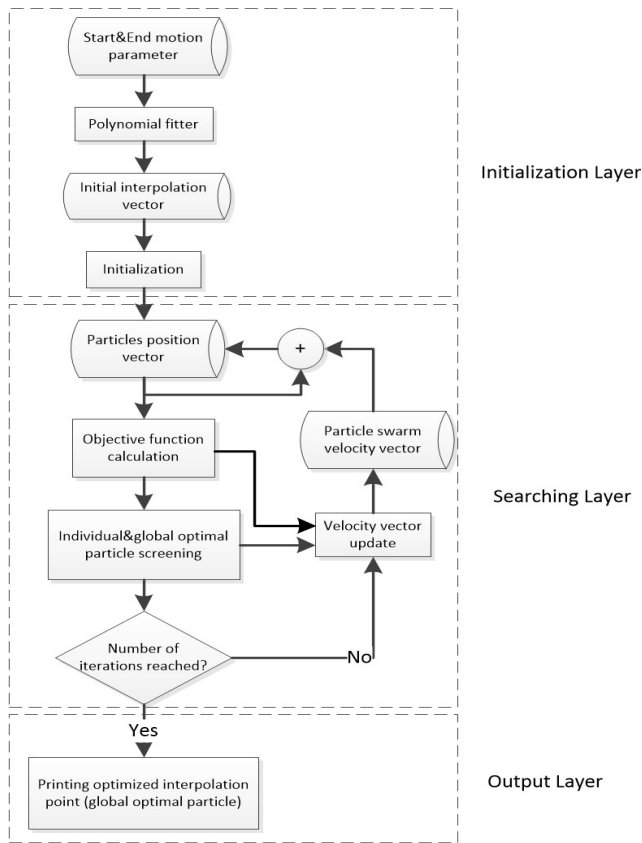 Start&End motion
parameter
Polynomial fitter
Initial interpolation
vector
Initialization
Initialization Layer
Particles position
vector
+
Particle swarm
velocity vector
Objective function
calculation
Searching Layer
Individual&global optimal
particle screening
Velocity vector
update
Number of
iterations reached?
No
Yes
Printing optimized interpolation
point (global optimal particle)
Output Layer